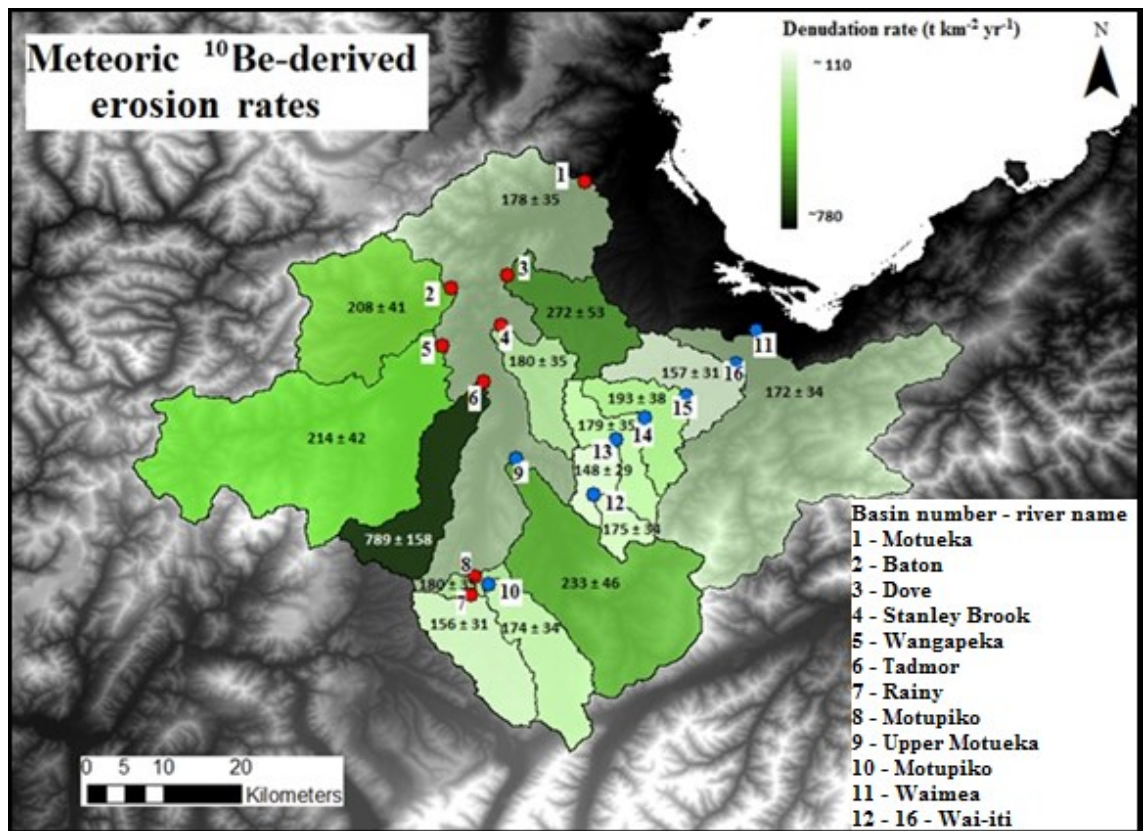 Meteoric ¹⁰Be-derived
erosion rates
Denudation rate (t km⁻² yr⁻¹)
~ 110
~780
N
1
178 ± 35
2
208 ± 41
3
272 ± 53
4
180 ± 35
5
214 ± 42
6
789 ± 158
11
172 ± 34
16
157 ± 31
15
193 ± 38
14
179 ± 35
13
148 ± 29
12
175 ± 34
9
233 ± 46
8
180 ±
10
7
156 ± 31
174 ± 34
0 5 10 20
Kilometers
Basin number - river name
1 - Motueka
2 - Baton
3 - Dove
4 - Stanley Brook
5 - Wangapeka
6 - Tadmor
7 - Rainy
8 - Motupiko
9 - Upper Motueka
10 - Motupiko
11 - Waimea
12 - 16 - Wai-iti